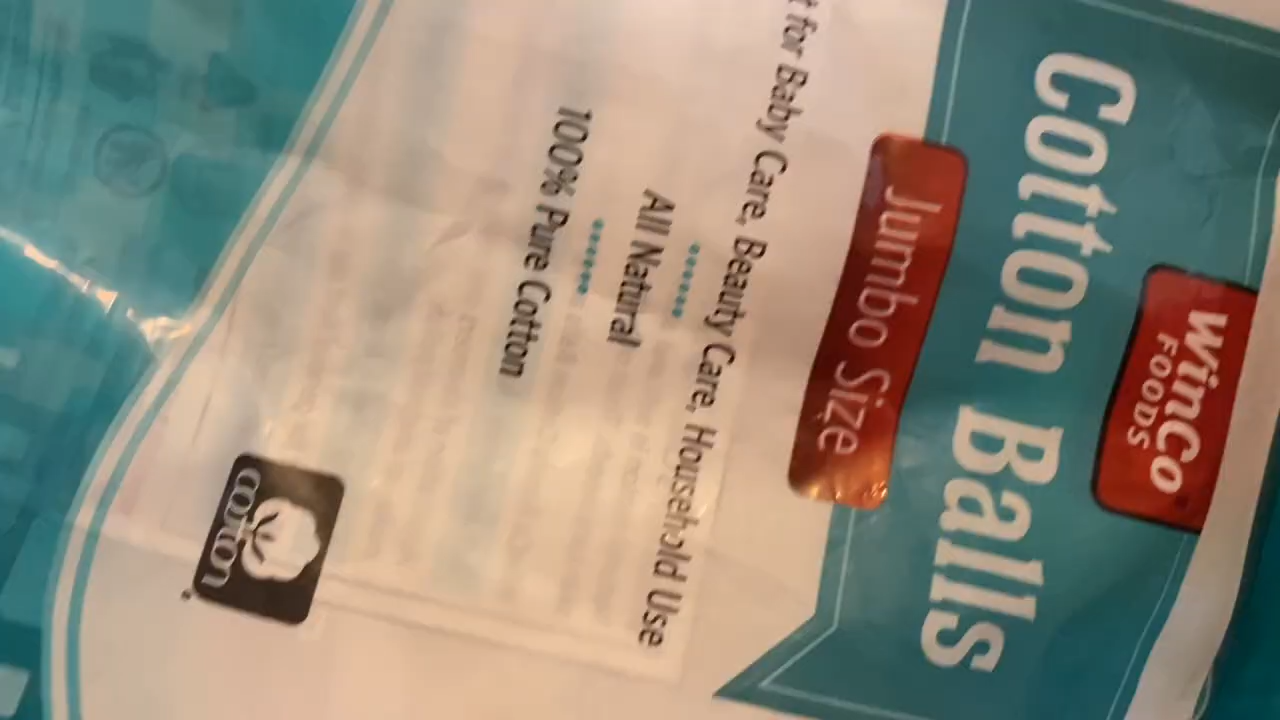 WinCo
FOODS
Cotton Balls
Jumbo Size
for Baby Care, Beauty Care, Household Use
All Natural
100% Pure Cotton
cotton